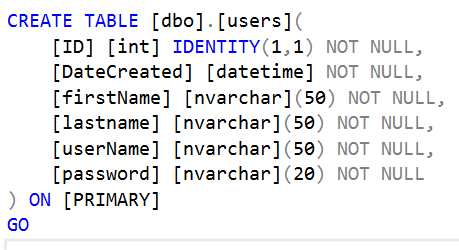 CREATE TABLE [dbo].[users](
[ID] [int] IDENTITY(1,1) NOT NULL,
[DateCreated] [datetime] NOT NULL,
[firstName] [nvarchar](50) NOT NULL,
[lastname] [nvarchar](50) NOT NULL,
[userName] [nvarchar](50) NOT NULL,
[password] [nvarchar](20) NOT NULL
) ON [PRIMARY]
GO